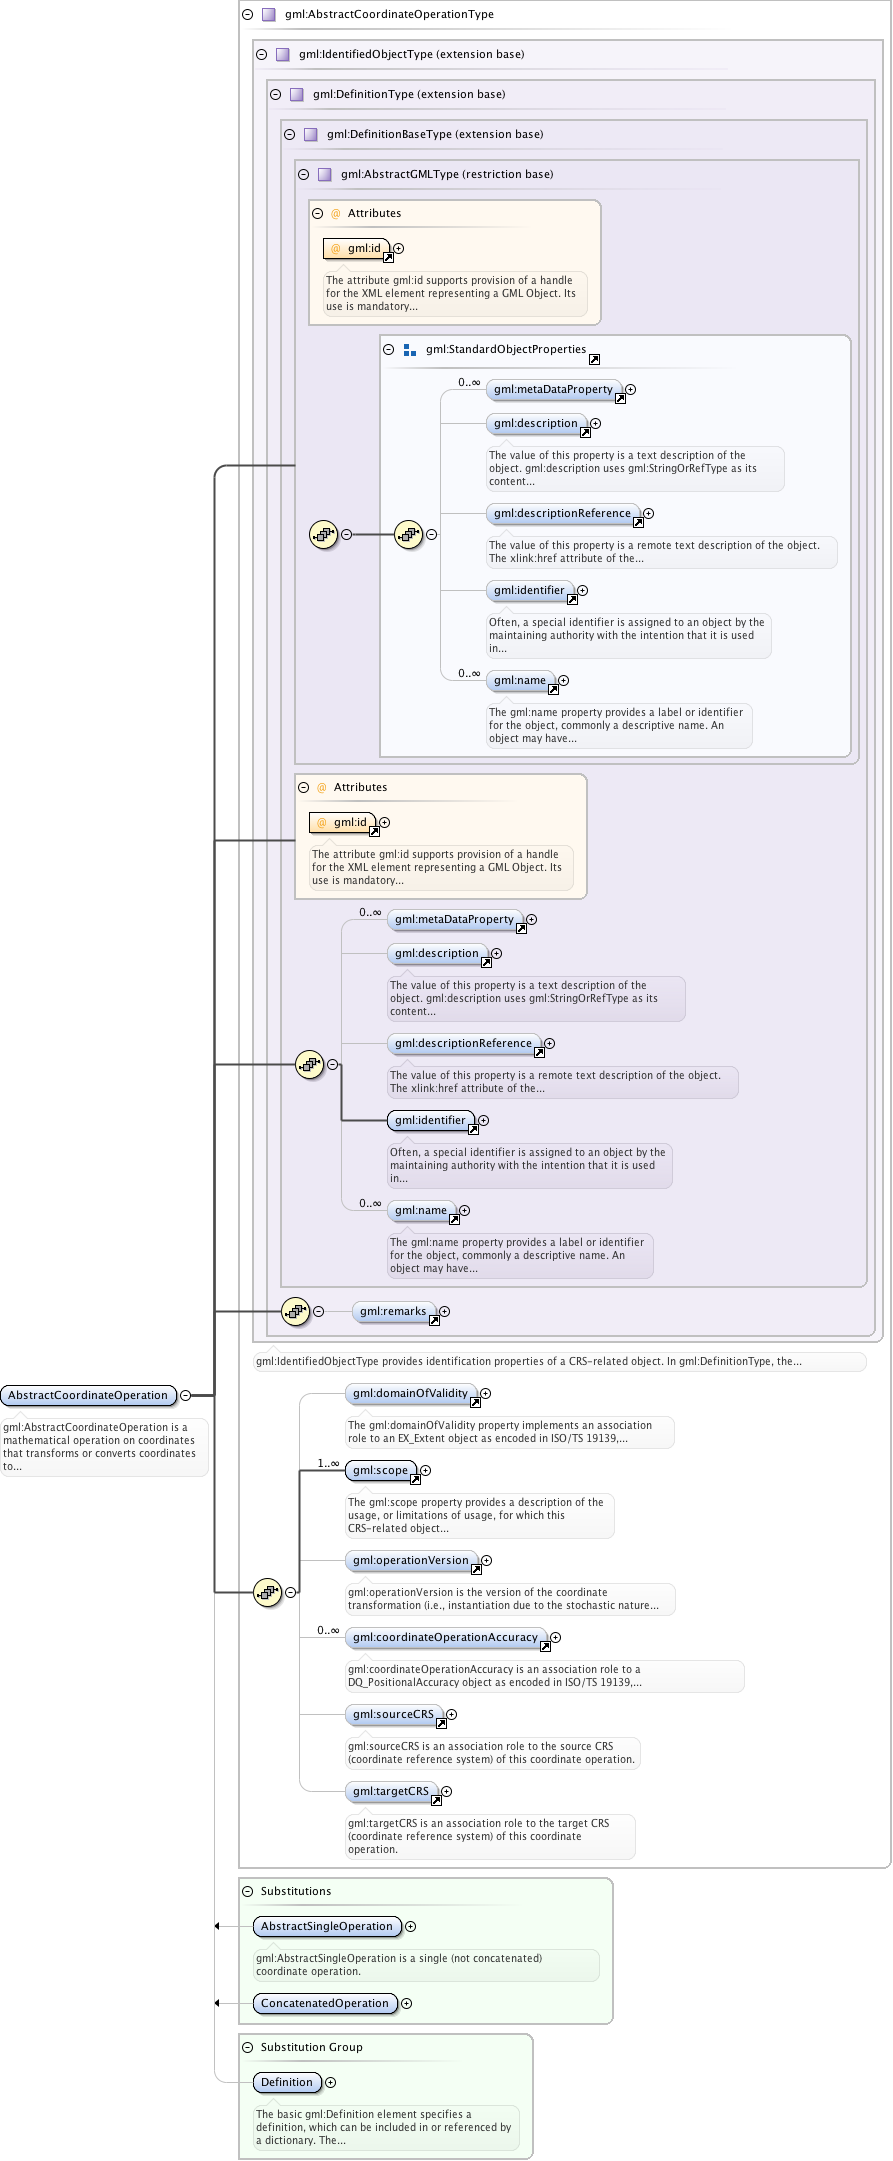 gml:AbstractCoordinateOperationType
gml:IdentifiedObjectType (extension base)
gml:DefinitionType (extension base)
gml:DefinitionBaseType (extension base)
gml:AbstractGMLType (restriction base)
@ Attributes
@ gml:id
The attribute gml:id supports provision of a handle
for the XML element representing a GML Object. Its
use is mandatory...
gml:StandardObjectProperties
0..∞
gml:metaDataProperty
gml:description
The value of this property is a text description of the
object. gml:description uses gml:StringOrRefType as its
content...
gml:descriptionReference
The value of this property is a remote text description of the object.
The xlink:href attribute of the...
gml:identifier
Often, a special identifier is assigned to an object by the
maintaining authority with the intention that it is used
in...
0..∞
gml:name
The gml:name property provides a label or identifier
for the object, commonly a descriptive name. An
object may have...
@ Attributes
@ gml:id
The attribute gml:id supports provision of a handle
for the XML element representing a GML Object. Its
use is mandatory...
0..∞
gml:metaDataProperty
gml:description
The value of this property is a text description of the
object. gml:description uses gml:StringOrRefType as its
content...
gml:descriptionReference
The value of this property is a remote text description of the object.
The xlink:href attribute of the...
gml:identifier
Often, a special identifier is assigned to an object by the
maintaining authority with the intention that it is used
in...
0..∞
gml:name
The gml:name property provides a label or identifier
for the object, commonly a descriptive name. An
object may have...
gml:remarks
gml:IdentifiedObjectType provides identification properties of a CRS-related object. In gml:DefinitionType, the...
AbstractCoordinateOperation
gml:AbstractCoordinateOperation is a
mathematical operation on coordinates
that transforms or converts coordinates
to...
gml:domainOfValidity
The gml:domainOfValidity property implements an association
role to an EX_Extent object as encoded in ISO/TS 19139,...
1..∞
gml:scope
The gml:scope property provides a description of the
usage, or limitations of usage, for which this
CRS-related object...
gml:operationVersion
gml:operationVersion is the version of the coordinate
transformation (i.e., instantiation due to the stochastic nature...
0..∞
gml:coordinateOperationAccuracy
gml:coordinateOperationAccuracy is an association role to a
DQ_PositionalAccuracy object as encoded in ISO/TS 19139,...
gml:sourceCRS
gml:sourceCRS is an association role to the source CRS
(coordinate reference system) of this coordinate operation.
gml:targetCRS
gml:targetCRS is an association role to the target CRS
(coordinate reference system) of this coordinate
operation.
Substitutions
AbstractSingleOperation
gml:AbstractSingleOperation is a single (not concatenated)
coordinate operation.
ConcatenatedOperation
Substitution Group
Definition
The basic gml:Definition element specifies a
definition, which can be included in or referenced by
a dictionary. The...